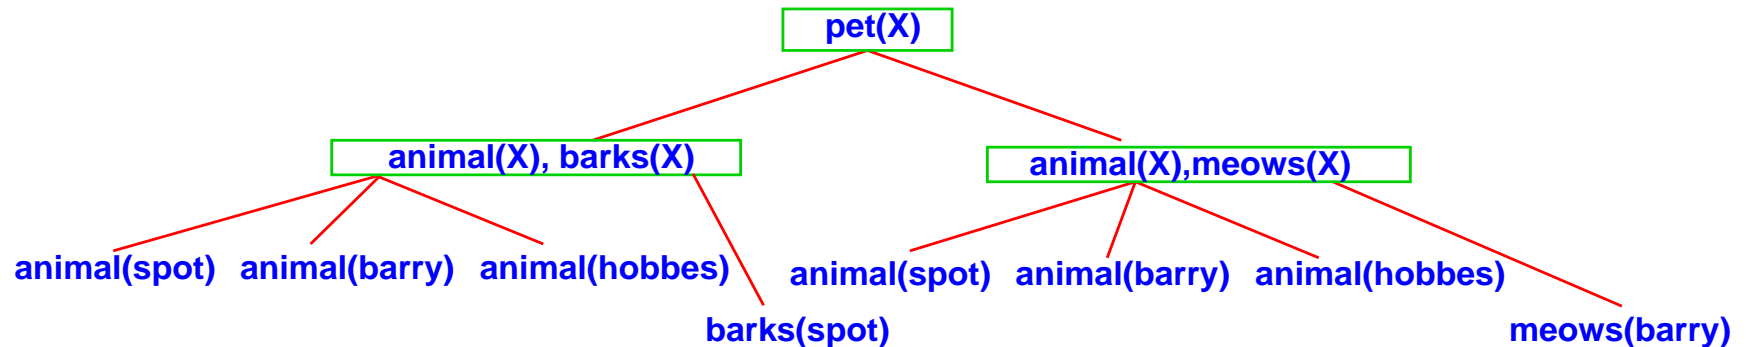 pet(X)
animal(X), barks(X)
animal(X),meows(X)
animal(spot)
animal(barry)
animal(hobbes)
barks(spot)
animal(spot)
animal(barry)
animal(hobbes)
meows(barry)